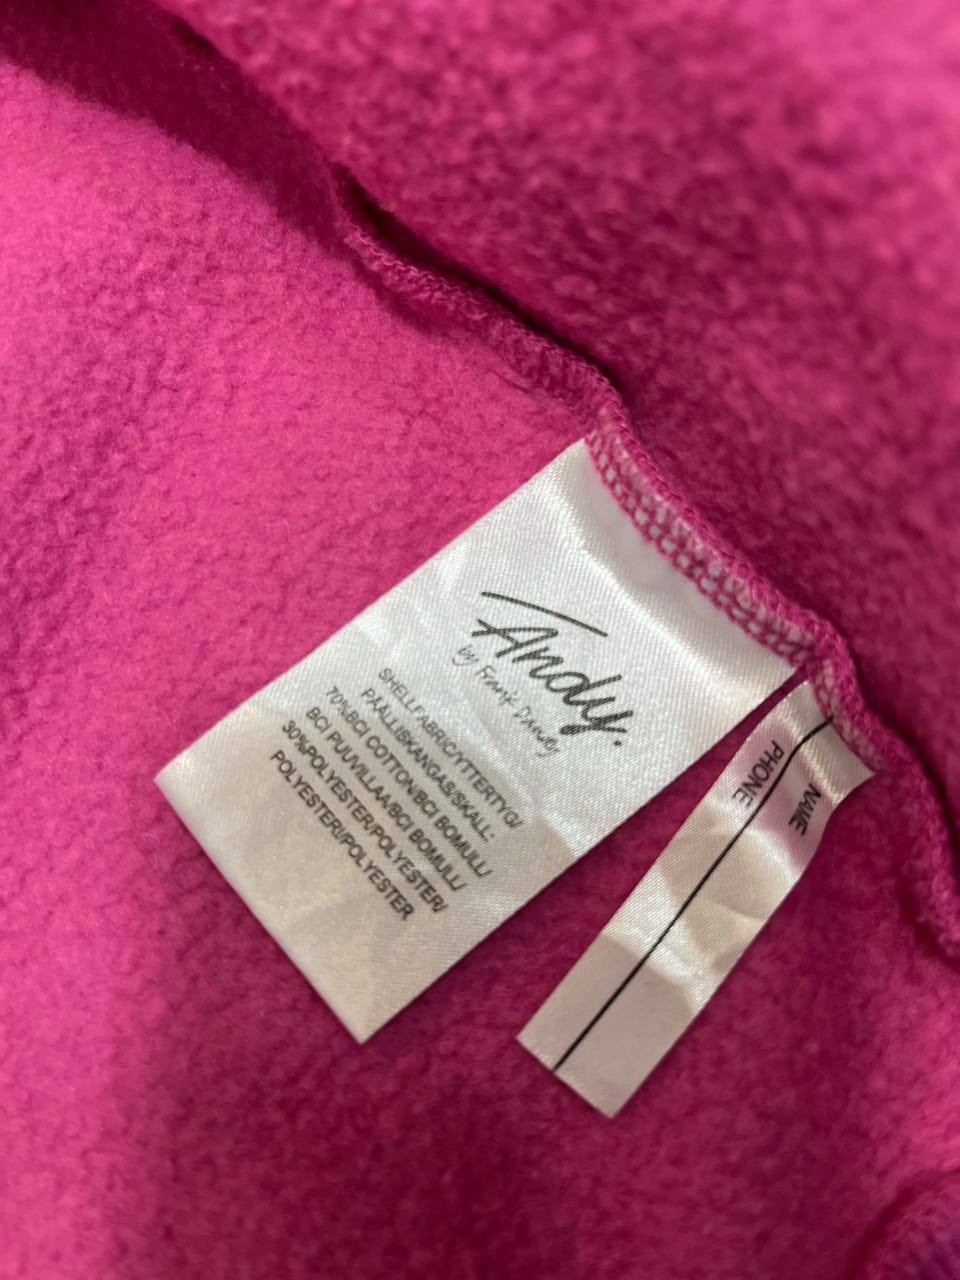 Andy.
by Frank Dandy
SHELLFABRIC/YTTERTYG/
PÄÄLLISKANGAS/SKALL:
70%BCI COTTON/BCI BOMULL/
BCI PUUVILLAA/BCI BOMULL/
30%POLYESTER/POLYESTER/
POLYESTERI/POLYESTER
NAME
PHONE